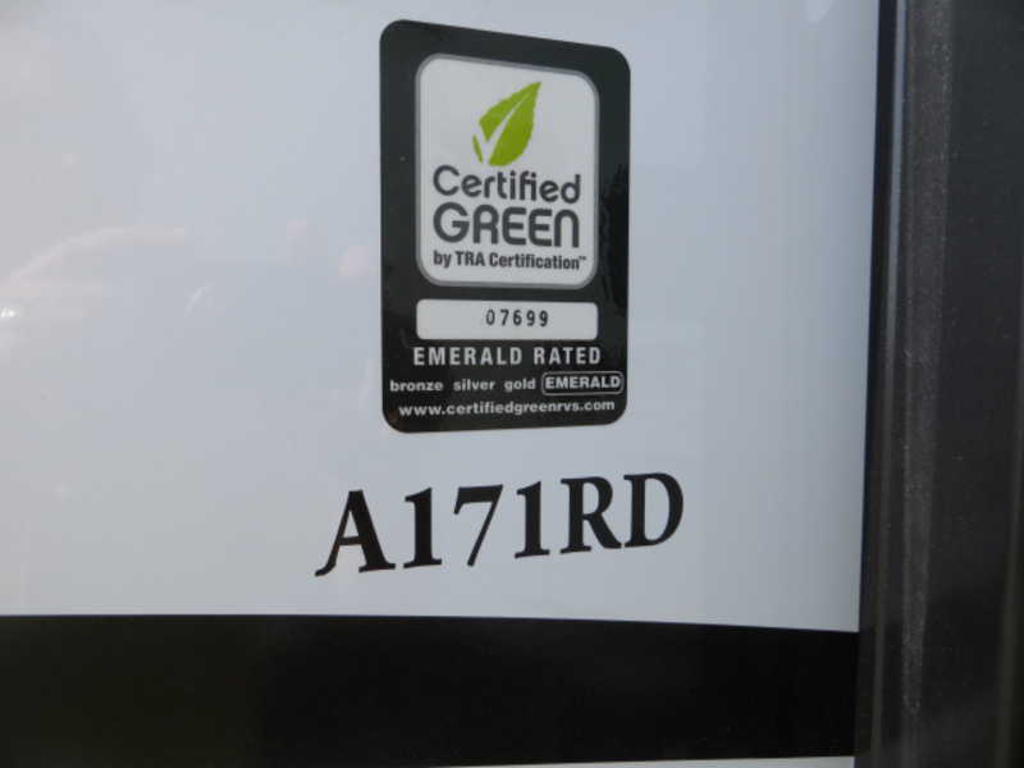 Certified
GREEN
by TRA Certification™
07699
EMERALD RATED
bronze silver gold EMERALD
www.certifiedgreenrvs.com
A171RD